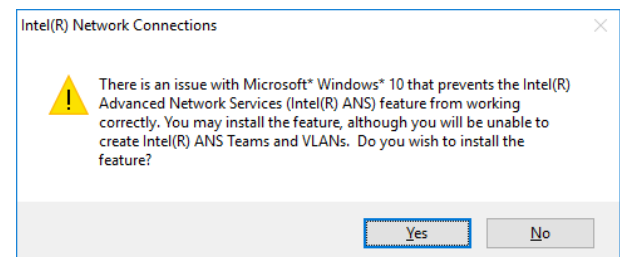 Intel(R) Network Connections
There is an issue with Microsoft* Windows* 10 that prevents the Intel(R)
Advanced Network Services (Intel(R) ANS) feature from working
correctly. You may install the feature, although you will be unable to
create Intel(R) ANS Teams and VLANs.  Do you wish to install the
feature?
Yes
No